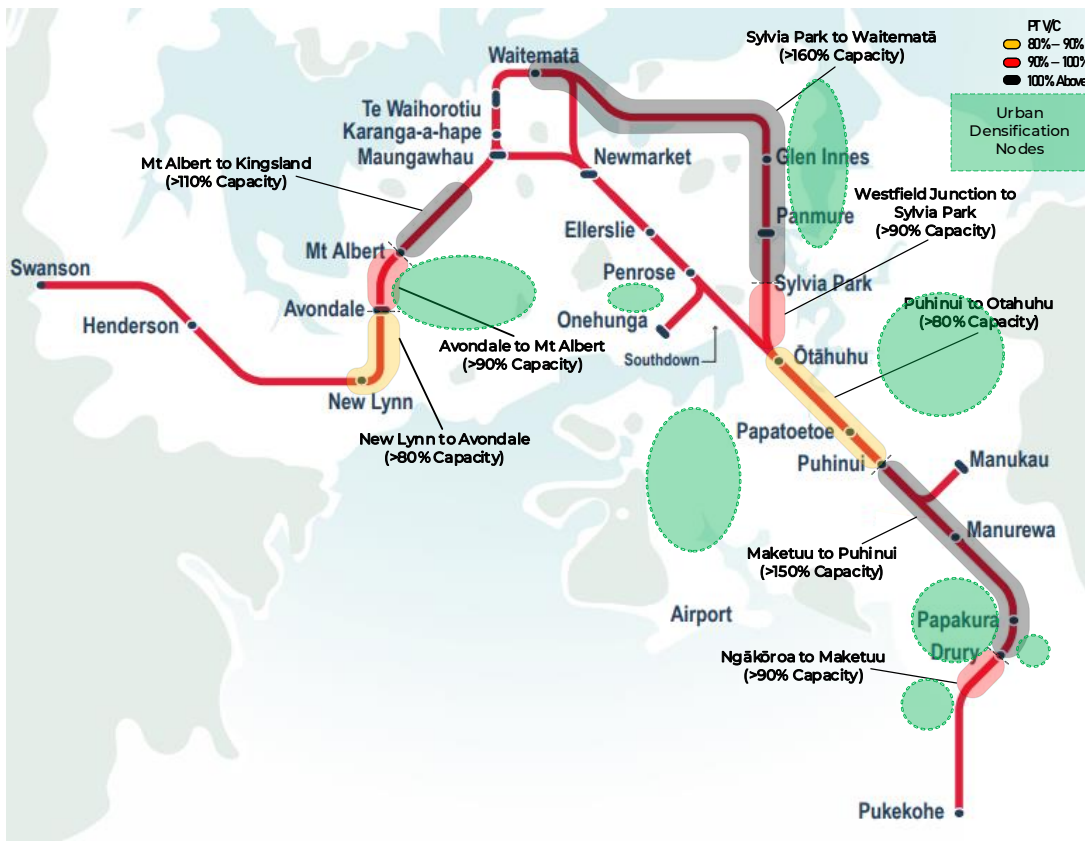 PT V/C
80% – 90%
90% – 100%
100% Above
Urban
Densification
Nodes
Sylvia Park to Waitematā
(>160% Capacity)
Waitematā
Te Waihorotiu
Karanga-a-hape
Maungawhau
Newmarket
Glen Innes
Mt Albert to Kingsland
(>110% Capacity)
Westfield Junction to
Sylvia Park
(>90% Capacity)
Panmure
Ellerslie
Mt Albert
Swanson
Penrose
Sylvia Park
Avondale
Henderson
Onehunga
Puhinui to Otahuhu
(>80% Capacity)
Avondale to Mt Albert
(>90% Capacity)
Southdown
Ōtāhuhu
New Lynn
New Lynn to Avondale
(>80% Capacity)
Papatoetoe
Puhinui
Manukau
Manurewa
Maketuu to Puhinui
(>150% Capacity)
Airport
Papakura
Drury
Ngākōroa to Maketuu
(>90% Capacity)
Pukekohe